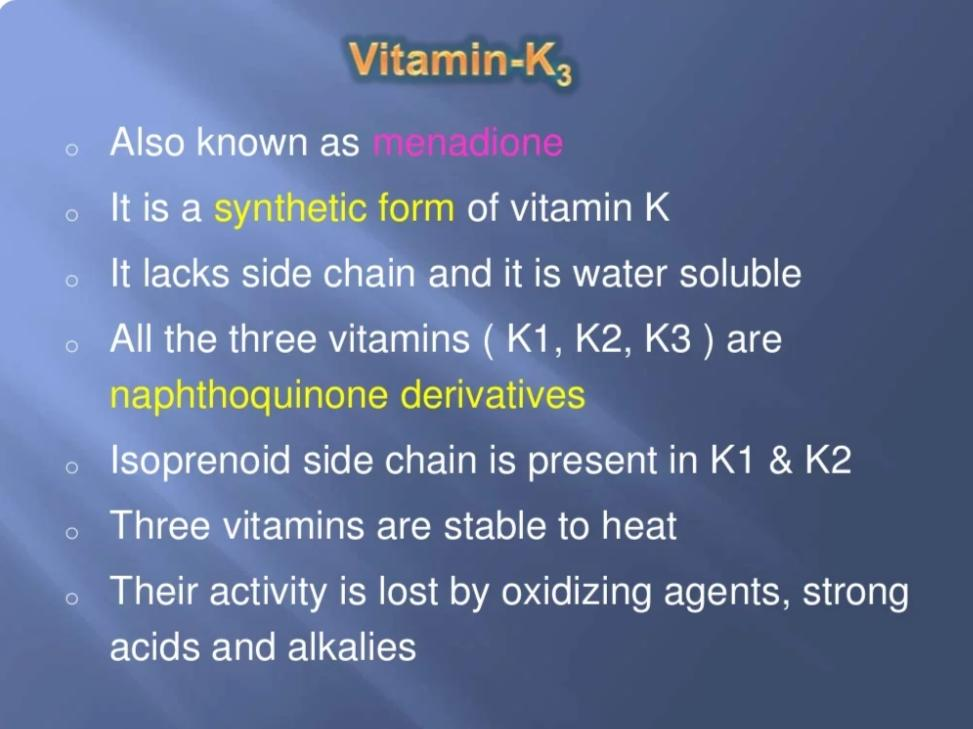 Vitamin-K₃
Also known as menadione
It is a synthetic form of vitamin K
It lacks side chain and it is water soluble
All the three vitamins ( K1, K2, K3 ) are
naphthoquinone derivatives
Isoprenoid side chain is present in K1 & K2
Three vitamins are stable to heat
Their activity is lost by oxidizing agents, strong
acids and alkalies